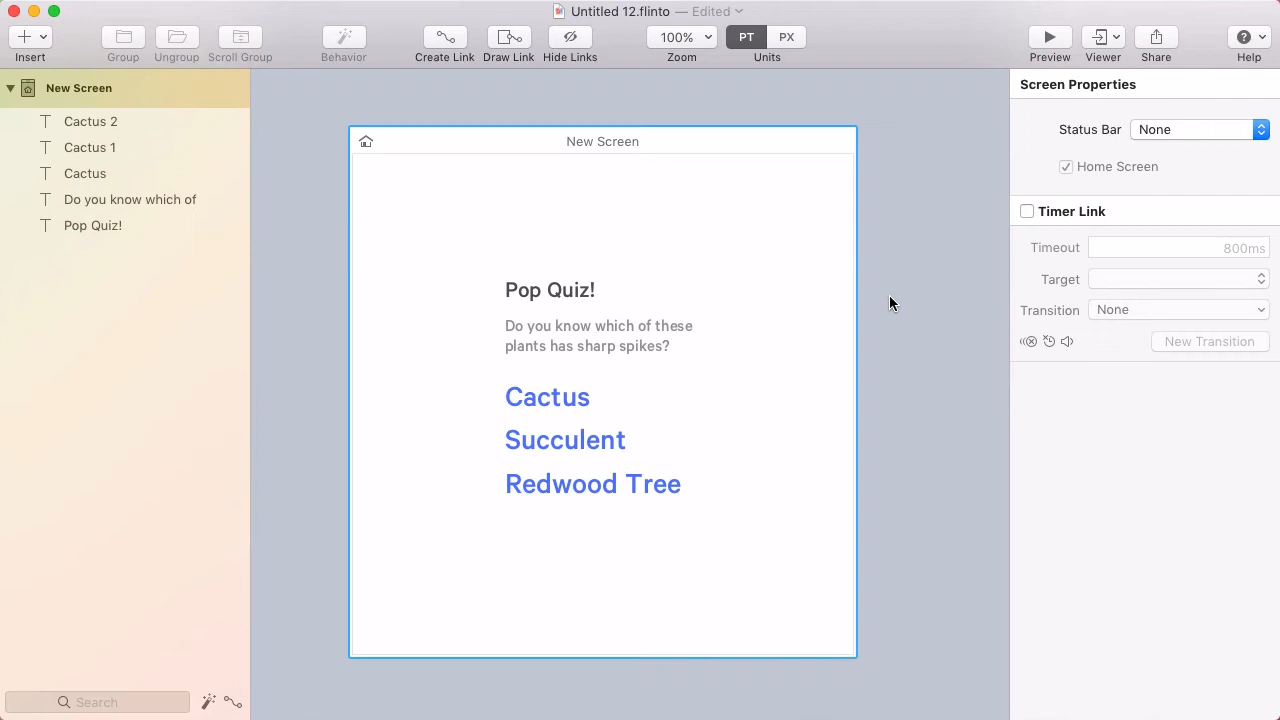 Untitled 12.flinto — Edited
100%
PT
PX
Insert
Group
Ungroup
Scroll Group
Behavior
Create Link
Draw Link
Hide Links
Zoom
Units
Preview
Viewer
Share
Help
New Screen
Cactus 2
Cactus 1
Cactus
Do you know which of
Pop Quiz!
Search
New Screen
Pop Quiz!
Do you know which of these
plants has sharp spikes?
Cactus
Succulent
Redwood Tree
Screen Properties
Status Bar None
Home Screen
Timer Link
Timeout 800ms
Target
Transition None
New Transition